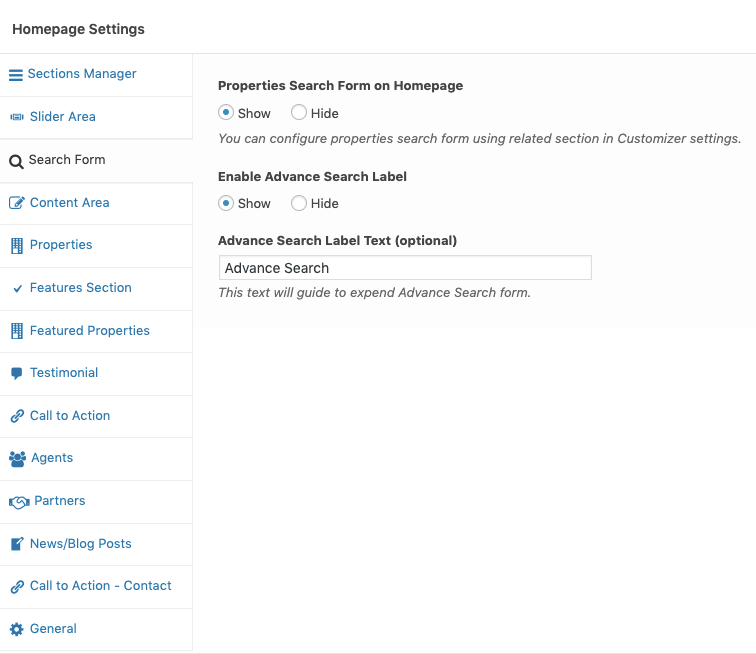 Homepage Settings
Sections Manager
Slider Area
Search Form
Content Area
Properties
Features Section
Featured Properties
Testimonial
Call to Action
Agents
Partners
News/Blog Posts
Call to Action - Contact
General
Properties Search Form on Homepage
Show Hide
You can configure properties search form using related section in Customizer settings.
Enable Advance Search Label
Show Hide
Advance Search Label Text (optional)
Advance Search
This text will guide to expend Advance Search form.